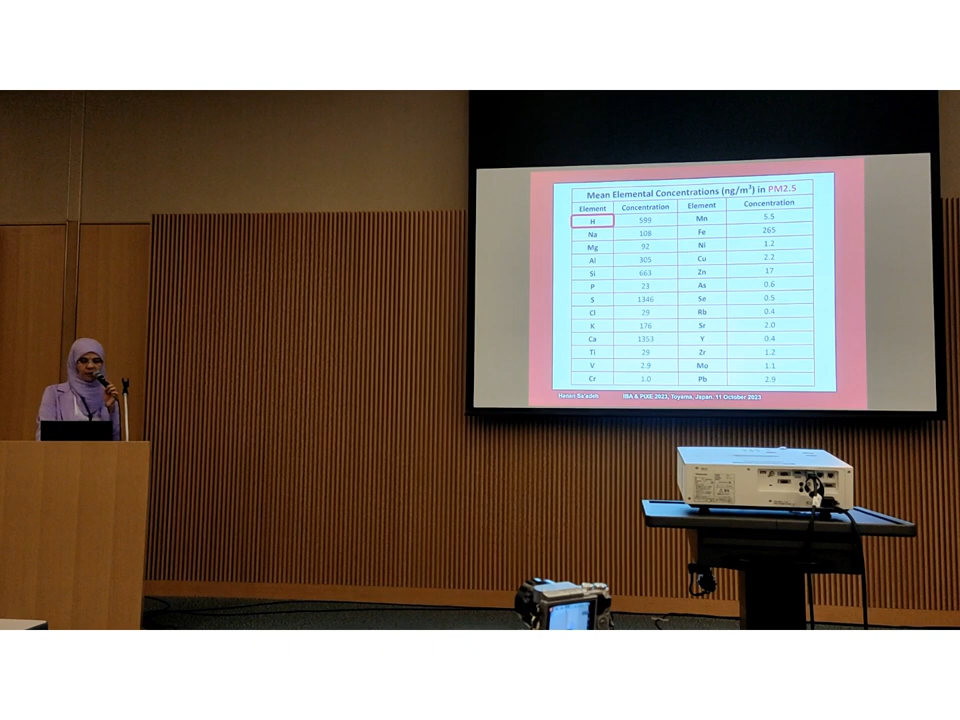 Mean Elemental Concentrations (ng/m³) in PM2.5
Element Concentration Element Concentration
H 599 Mn 5.5
Na 108 Fe 265
Mg 92 Ni 1.2
Al 305 Cu 2.2
Si 663 Zn 17
P 23 As 0.6
S 1346 Se 0.5
Cl 29 Rb 0.4
K 176 Sr 2.0
Ca 1353 Y 0.4
Ti 29 Zr 1.2
V 2.9 Mo 1.1
Cr 1.0 Pb 2.9
Hanan Sa'adeh IBA & PIXE 2023, Toyama, Japan, 11 October 2023